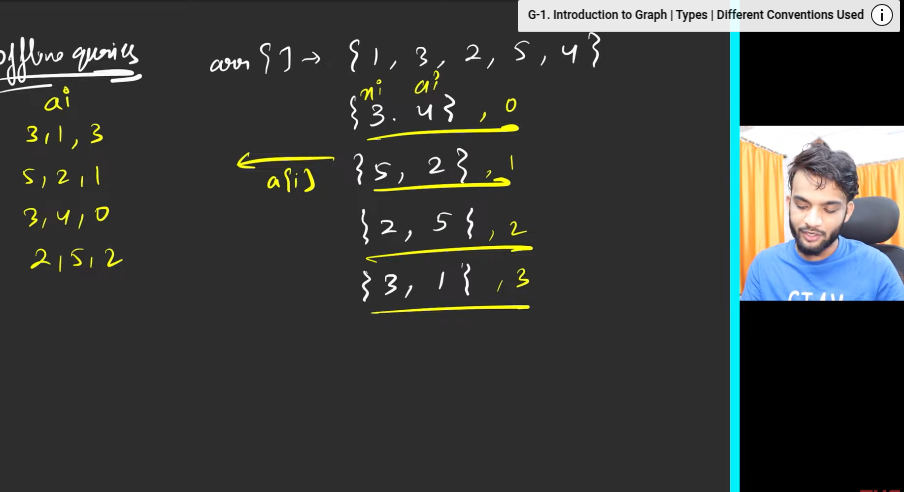 G-1. Introduction to Graph | Types | Different Conventions Used
offline queries
arr[] → {1, 3, 2, 5, 4}
xi ai
{3. 4}, 0
{5, 2}, 1
{2, 5}, 2
{3, 1}, 3
a[i]
ai
3, 1, 3
5, 2, 1
3, 4, 0
2, 5, 2